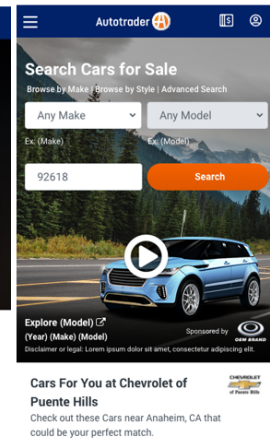 Autotrader
Search Cars for Sale
Browse by Make | Browse by Style | Advanced Search
Any Make
Any Model
Ex: (Make)
Ex: (Model)
92618
Search
Explore (Model)
(Year) (Make) (Model)
Sponsored by
OEM BRAND
Disclaimer or legal: Lorem ipsum dolor sit amet, consectetur adipiscing elit.
Cars For You at Chevrolet of
Puente Hills
CHEVROLET
of Puente Hills
Check out these Cars near Anaheim, CA that
could be your perfect match.